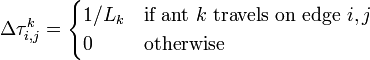 Δτ^k_{i,j} = { 1/L_k if ant k travels on edge i, j
0 otherwise